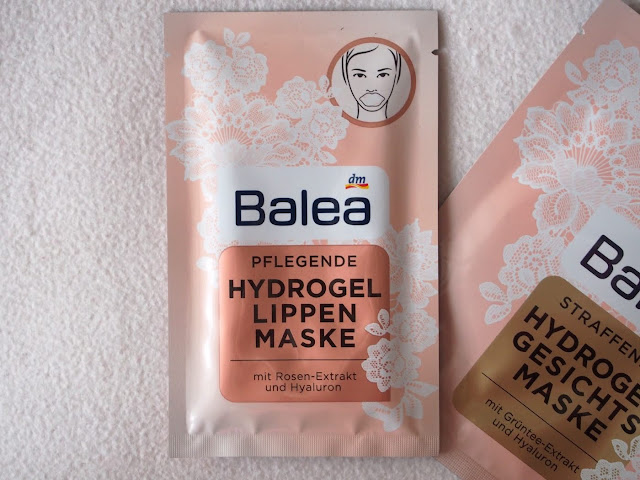 dm
Balea
PFLEGENDE
HYDROGEL
LIPPEN
MASKE
mit Rosen-Extrakt
und Hyaluron
STRAFFEN
HYDROGE
GESICHTS
MASKE
mit Grüntee-Extrakt
und Hyaluron